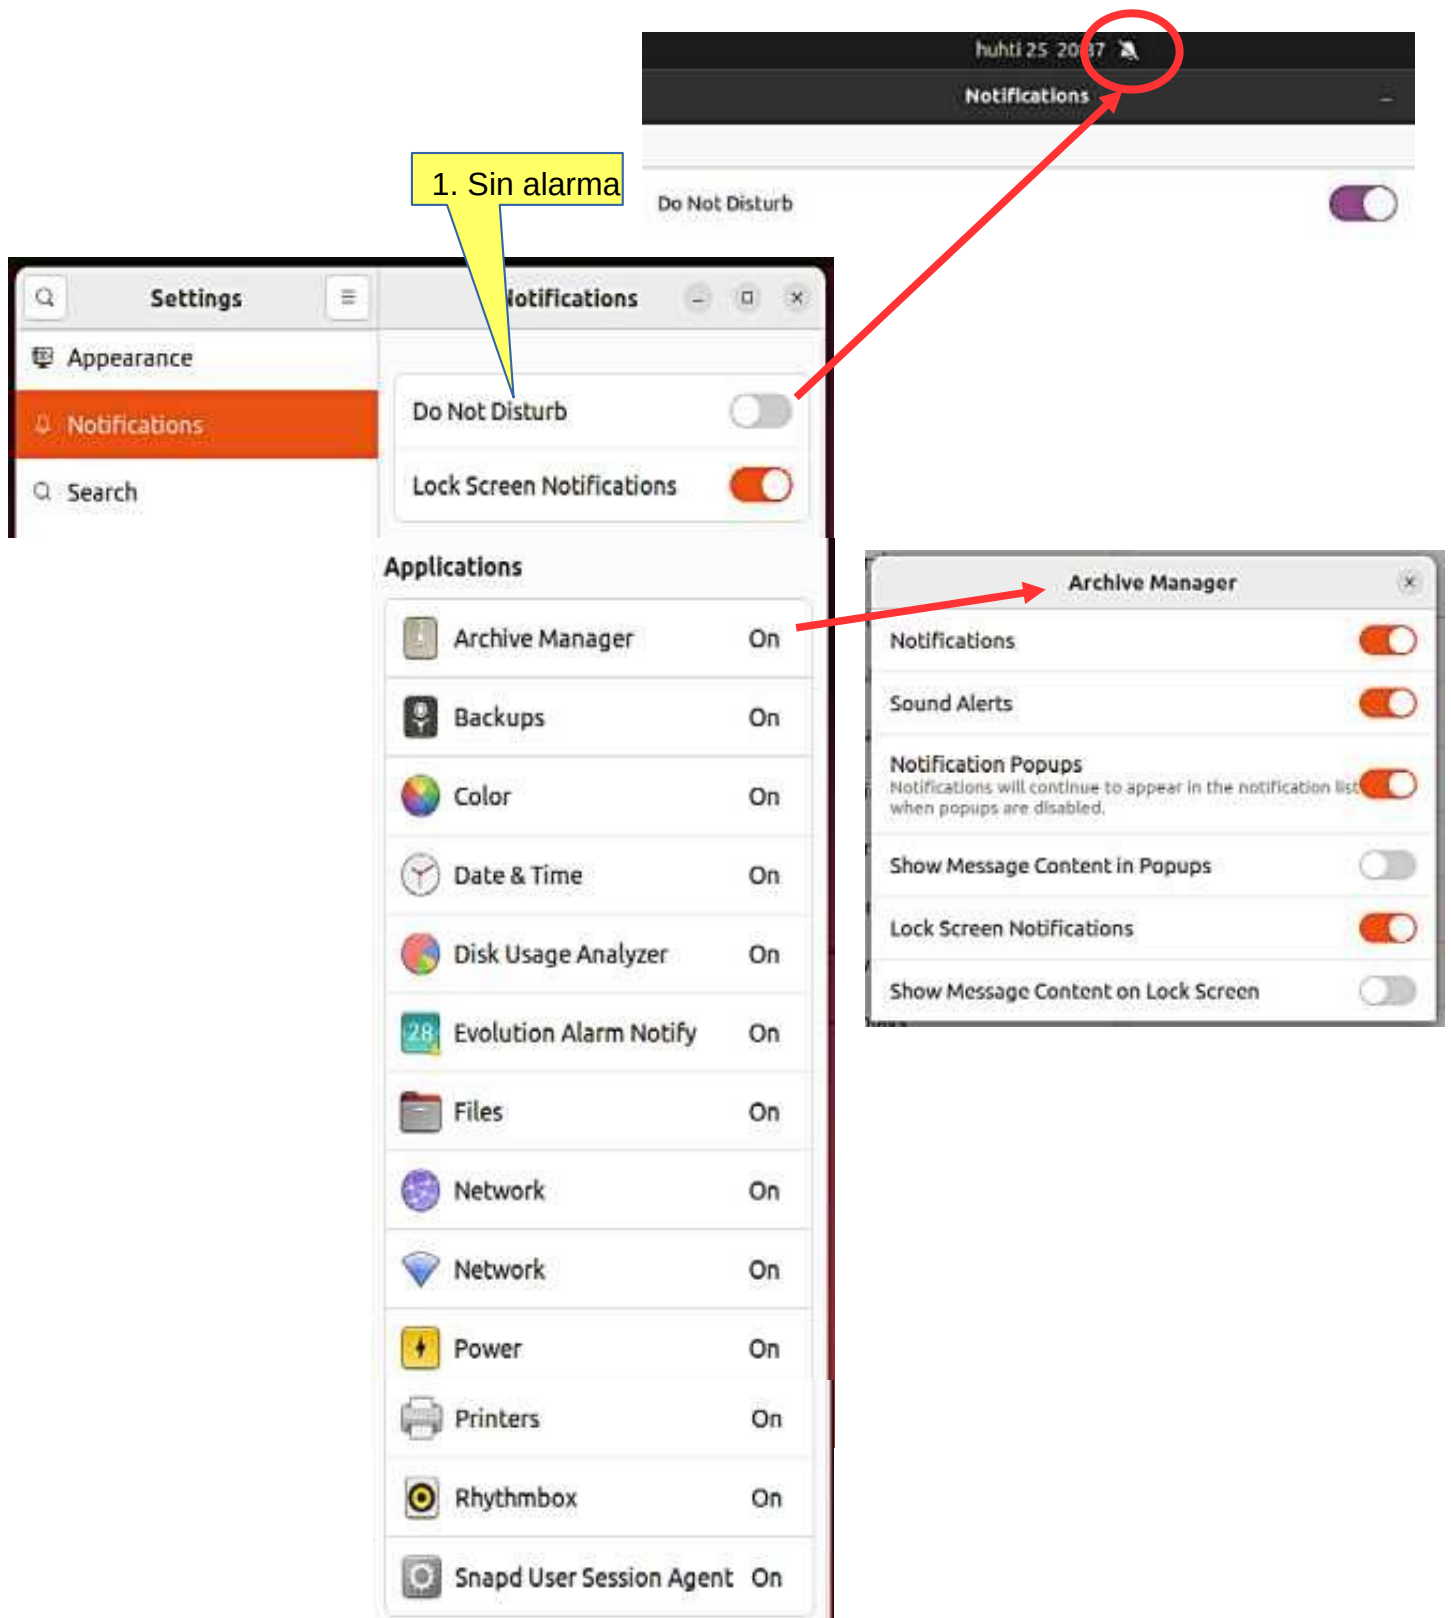 huhti 25 20:37
Notifications
Do Not Disturb
1. Sin alarma
Settings
Notifications
Appearance
Notifications
Search
Do Not Disturb
Lock Screen Notifications
Applications
Archive Manager On
Backups On
Color On
Date & Time On
Disk Usage Analyzer On
28 Evolution Alarm Notify On
Files On
Network On
Network On
Power On
Printers On
Rhythmbox On
Snapd User Session Agent On
Archive Manager
Notifications
Sound Alerts
Notification Popups
Notifications will continue to appear in the notification list
when popups are disabled.
Show Message Content in Popups
Lock Screen Notifications
Show Message Content on Lock Screen